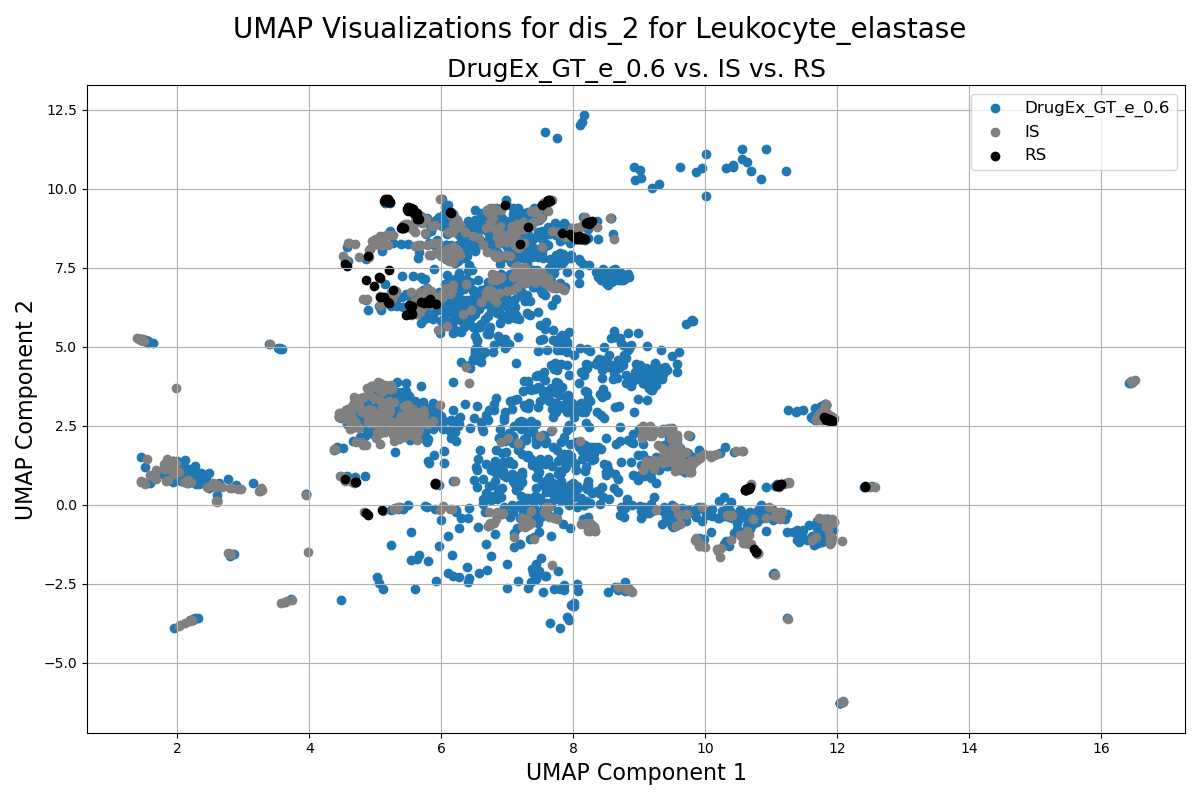 UMAP Visualizations for dis_2 for Leukocyte_elastase
DrugEx_GT_e_0.6 vs. IS vs. RS
DrugEx_GT_e_0.6
IS
RS
UMAP Component 2
12.5
10.0
7.5
5.0
2.5
0.0
−2.5
−5.0
2 4 6 8 10 12 14 16
UMAP Component 1